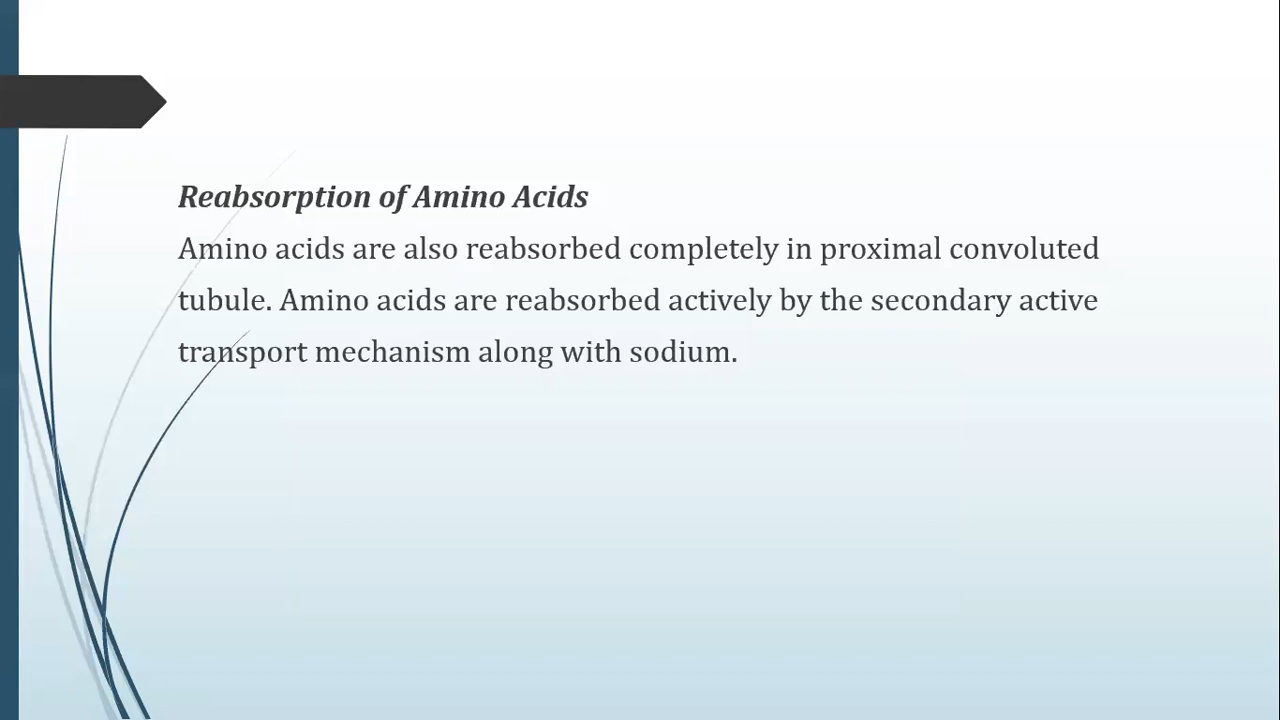 Reabsorption of Amino Acids
Amino acids are also reabsorbed completely in proximal convoluted
tubule. Amino acids are reabsorbed actively by the secondary active
transport mechanism along with sodium.